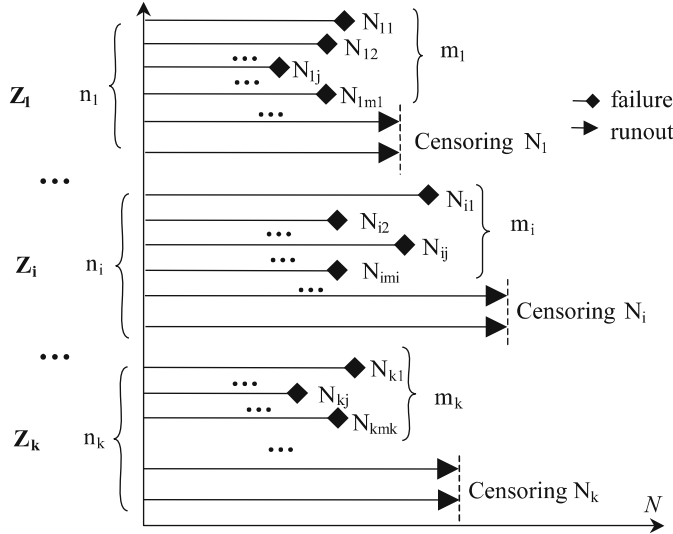 N11
N12
N1j
N1m1
m1
n1
Z1
Censoring N1
failure
runout
...
Ni1
Ni2
Nij
Nimi
mi
ni
Zi
Censoring Ni
...
Nk1
Nkj
Nkmk
mk
nk
Zk
Censoring Nk
N